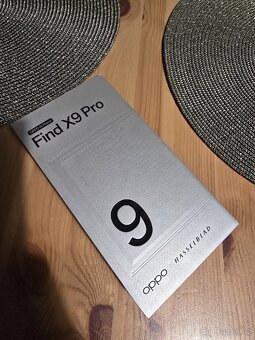 Find X9 Pro
9
oppo | HASSELBLAD